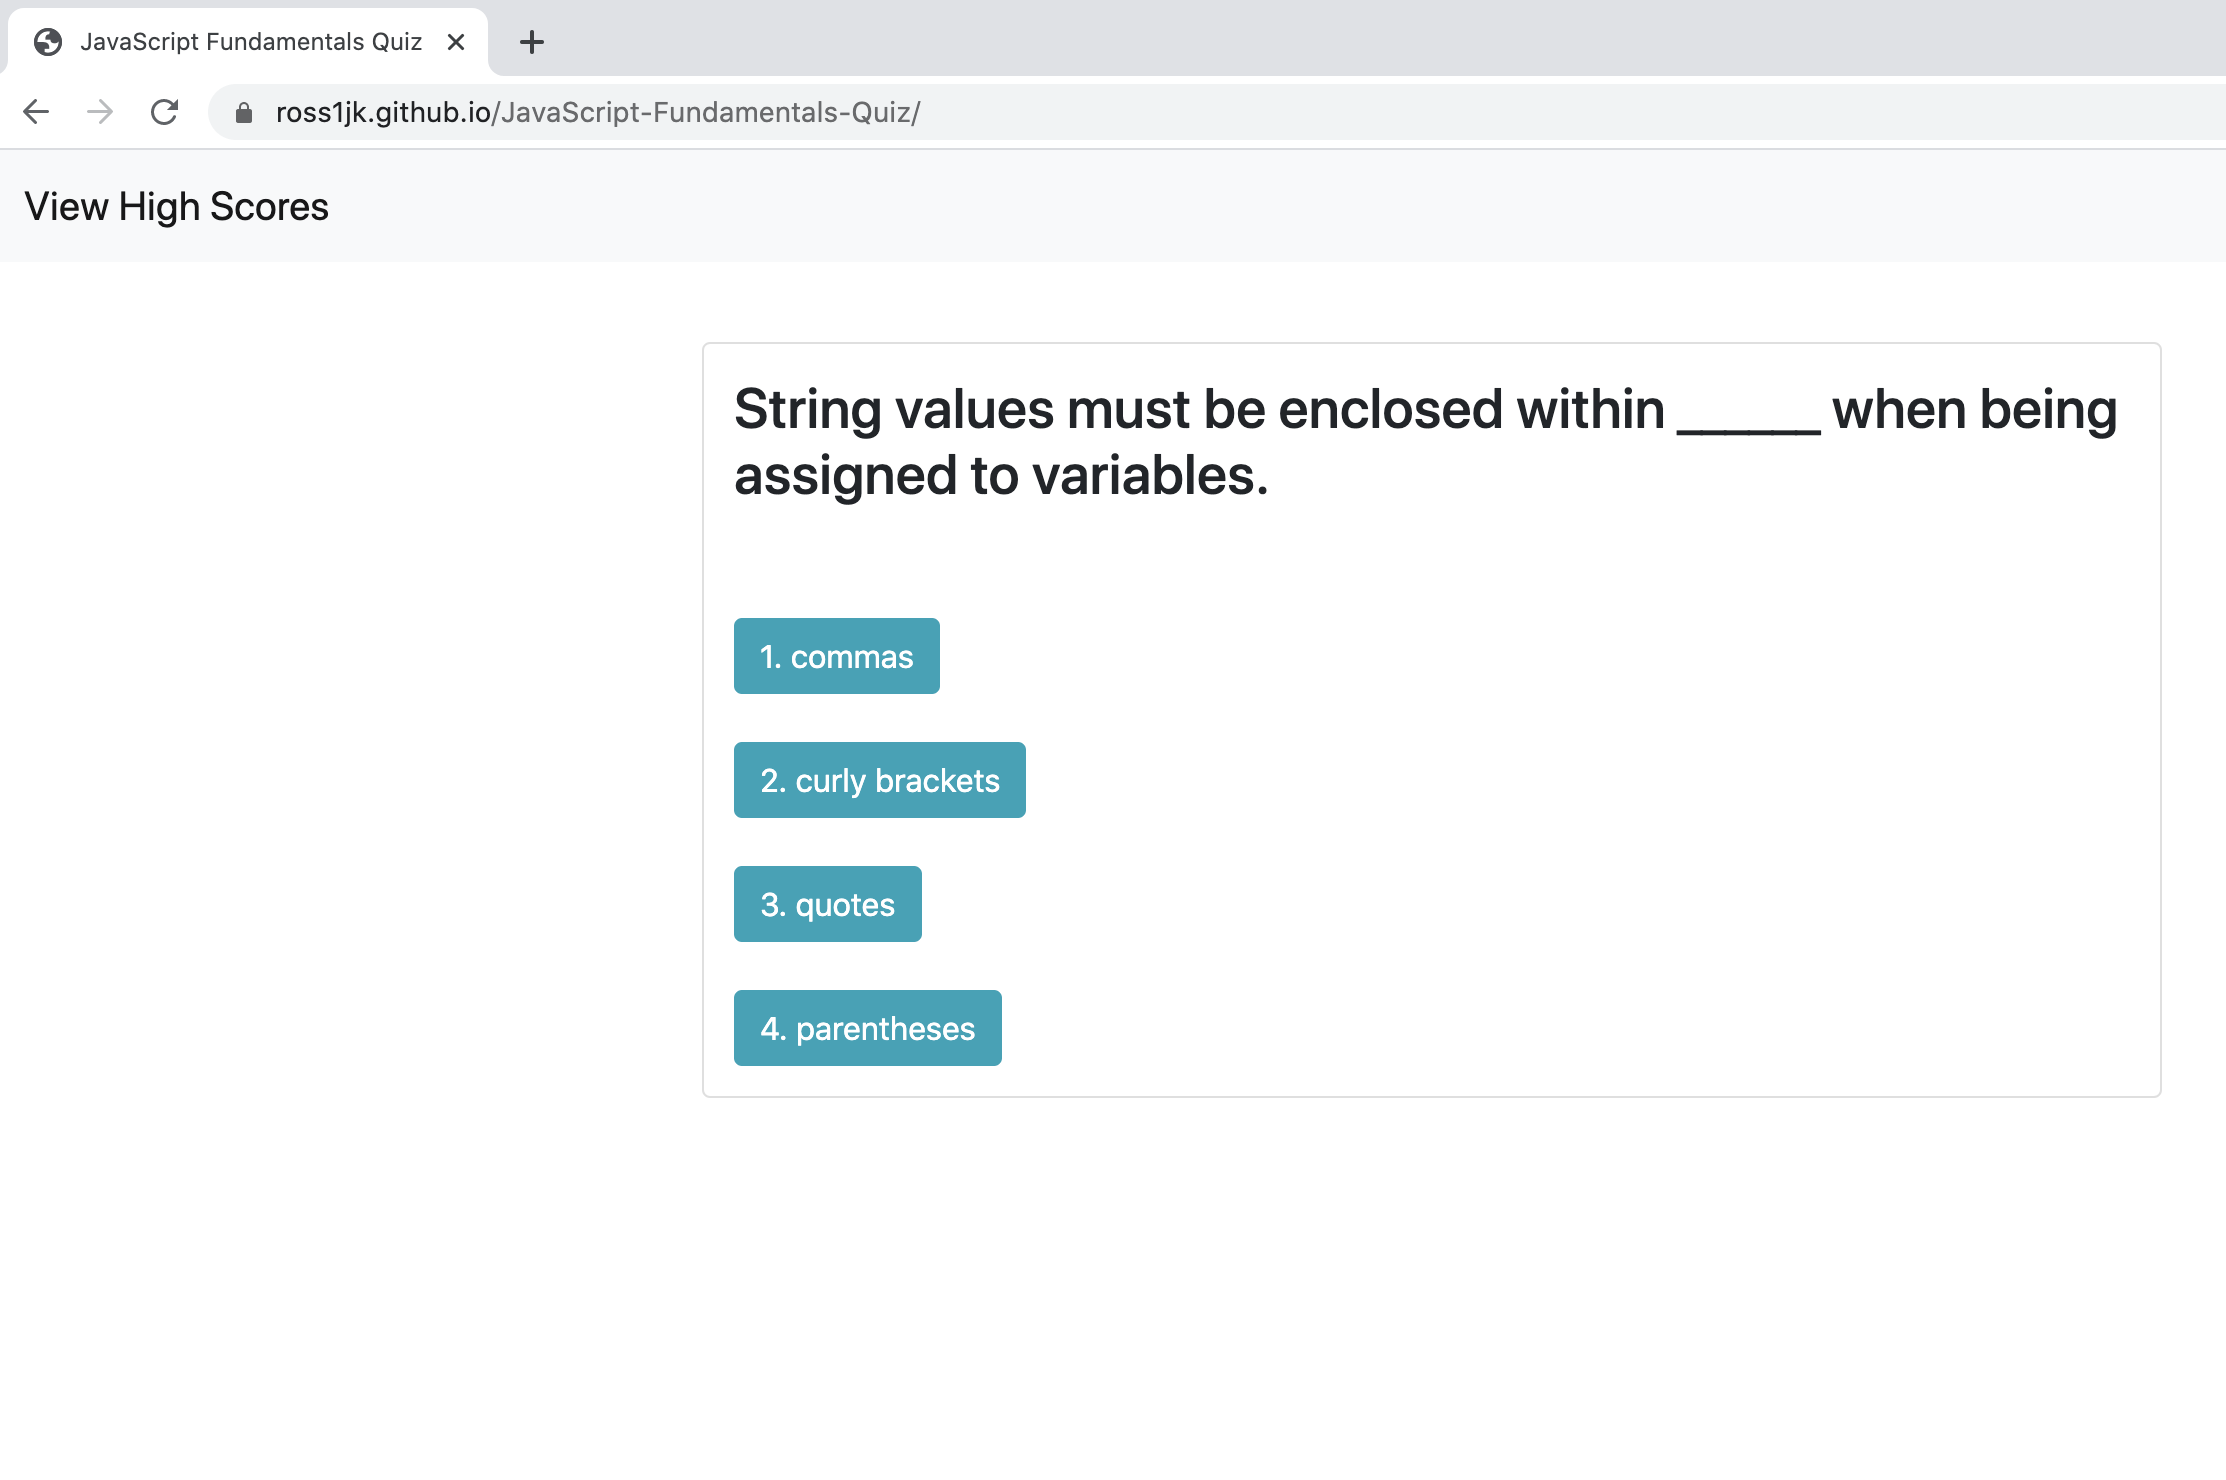 JavaScript Fundamentals Quiz
ross1jk.github.io/JavaScript-Fundamentals-Quiz/
View High Scores
String values must be enclosed within ______ when being
assigned to variables.
1. commas
2. curly brackets
3. quotes
4. parentheses